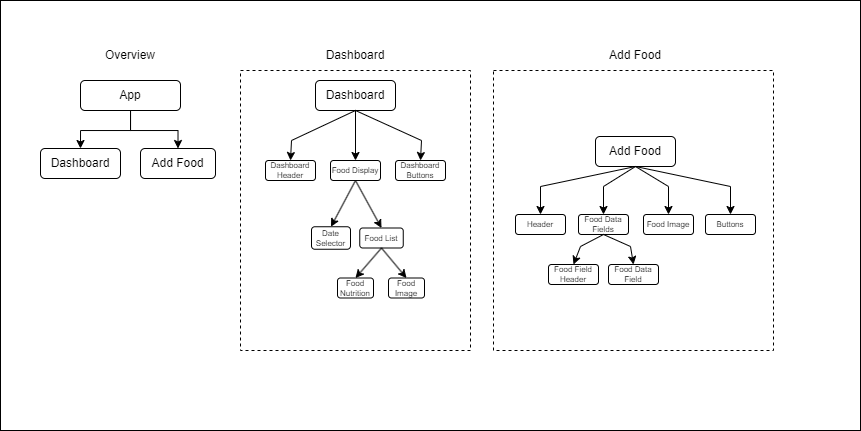 Overview
App
Dashboard
Add Food
Dashboard
Dashboard
Dashboard
Header
Food Display
Dashboard
Buttons
Date
Selector
Food List
Food
Nutrition
Food
Image
Add Food
Add Food
Header
Food Data
Fields
Food Image
Buttons
Food Field
Header
Food Data
Field